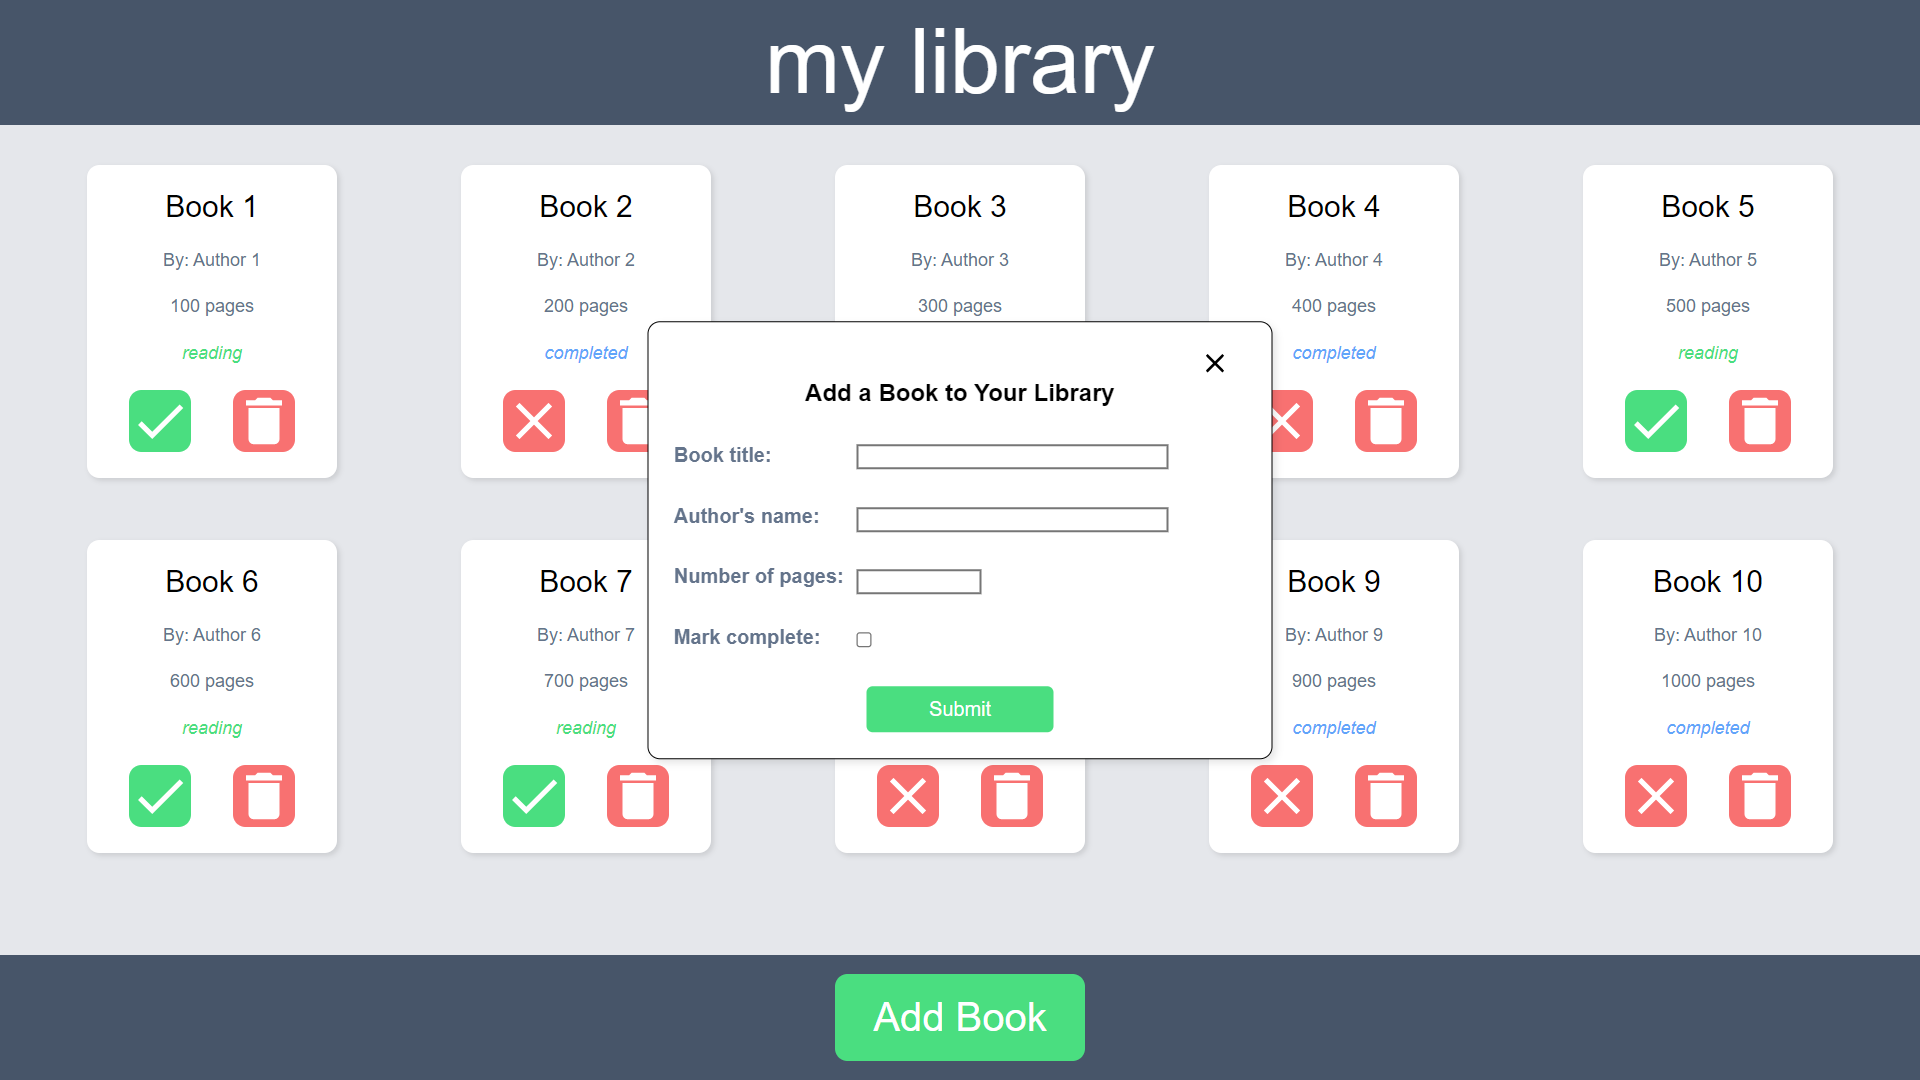 my library
Book 1
By: Author 1
100 pages
reading
Book 2
By: Author 2
200 pages
completed
Book 3
By: Author 3
300 pages
Book 4
By: Author 4
400 pages
completed
Book 5
By: Author 5
500 pages
reading
Add a Book to Your Library
Book title:
Author's name:
Number of pages:
Mark complete:
Submit
Book 6
By: Author 6
600 pages
reading
Book 7
By: Author 7
700 pages
reading
Book 9
By: Author 9
900 pages
completed
Book 10
By: Author 10
1000 pages
completed
Add Book